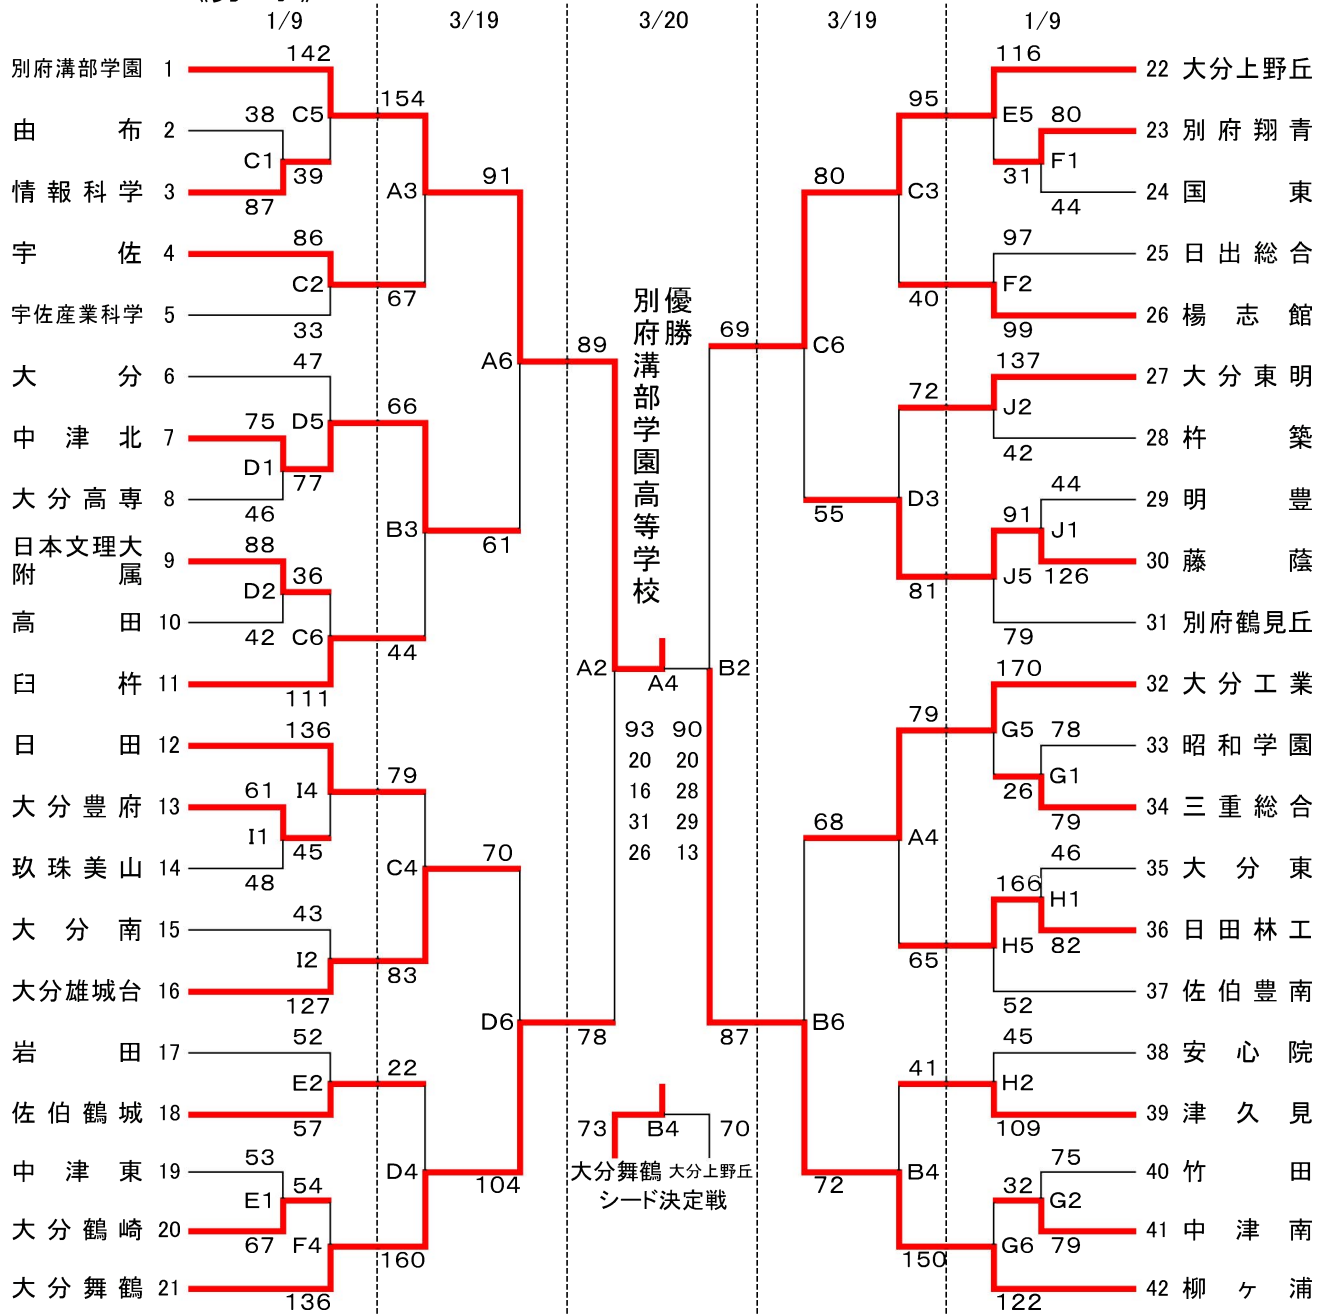 1/9 3/19 3/20 3/19 1/9
別府溝部学園 1
由布 2
情報科学 3
宇佐 4
宇佐産業科学 5
大分 6
中津北 7
大分高専 8
日本文理大
附属 9
高田 10
臼杵 11
日田 12
大分豊府 13
玖珠美山 14
大分南 15
大分雄城台 16
岩田 17
佐伯鶴城 18
中津東 19
大分鶴崎 20
大分舞鶴 21
142
38
C5
C1
39
87
86
C2
33
47
75
D5
D1
77
46
88
36
D2
42
C6
111
136
61
I4
I1
45
48
43
I2
127
52
E2
57
53
54
E1
67
F4
136
154
A3
67
66
B3
44
79
C4
83
22
D4
160
91
A6
61
70
D6
104
89
A2
78
優勝
別府溝部学園高等学校
A4
93 90
20 20
16 28
31 29
26 13
73 B4 70
大分舞鶴 大分上野丘
シード決定戦
69
B2
87
80
C6
55
68
B6
72
95
C3
40
72
D3
81
79
A4
65
41
B4
150
116
E5
80
F1
31
44
97
F2
99
137
J2
42
44
91
J1
J5
126
79
170
G5
78
G1
26
79
46
166
H1
H5
82
52
45
H2
109
75
32
G2
G6
79
122
22 大分上野丘
23 別府翔青
24 国東
25 日出総合
26 楊志館
27 大分東明
28 杵築
29 明豊
30 藤蔭
31 別府鶴見丘
32 大分工業
33 昭和学園
34 三重総合
35 大分東
36 日田林工
37 佐伯豊南
38 安心院
39 津久見
40 竹田
41 中津南
42 柳ヶ浦